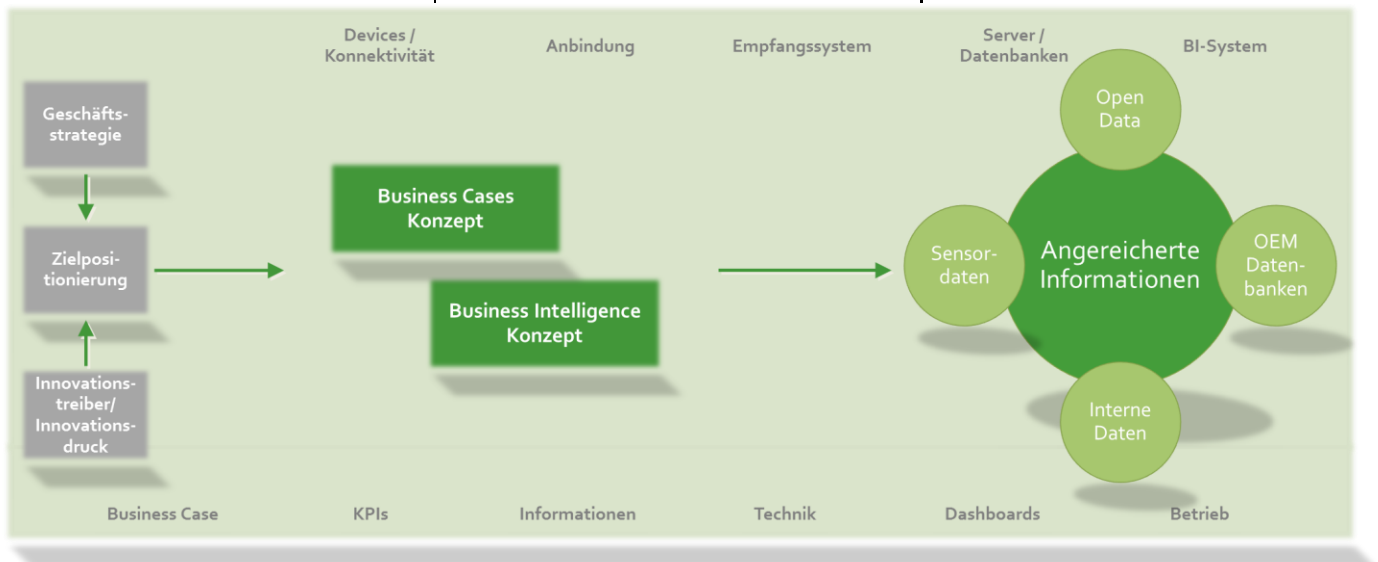 Devices /
Konnektivität
Anbindung
Empfangssystem
Server /
Datenbanken
BI-System
Geschäfts-
strategie
Zielposi-
tionierung
Innovations-
treiber/
Innovations-
druck
Business Cases
Konzept
Business Intelligence
Konzept
Open
Data
Sensor-
daten
Angereicherte
Informationen
OEM
Daten-
banken
Interne
Daten
Business Case
KPIs
Informationen
Technik
Dashboards
Betrieb